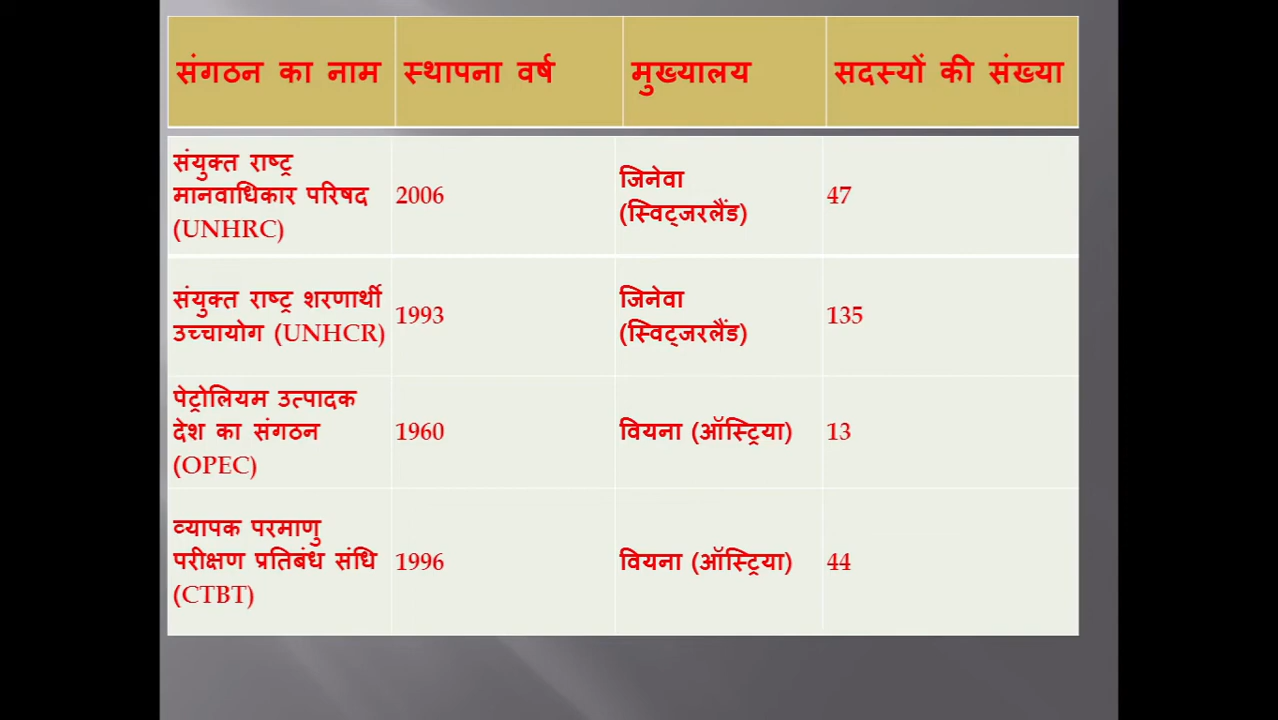 संगठन का नाम स्थापना वर्ष मुख्यालय सदस्यों की संख्या
संयुक्त राष्ट्र
मानवाधिकार परिषद
(UNHRC)
2006
जिनेवा
(स्विट्जरलैंड)
47
संयुक्त राष्ट्र शरणार्थी
उच्चायोग (UNHCR)
1993
जिनेवा
(स्विट्जरलैंड)
135
पेट्रोलियम उत्पादक
देश का संगठन
(OPEC)
1960
वियना (ऑस्ट्रिया)
13
व्यापक परमाणु
परीक्षण प्रतिबंध संधि
(CTBT)
1996
वियना (ऑस्ट्रिया)
44